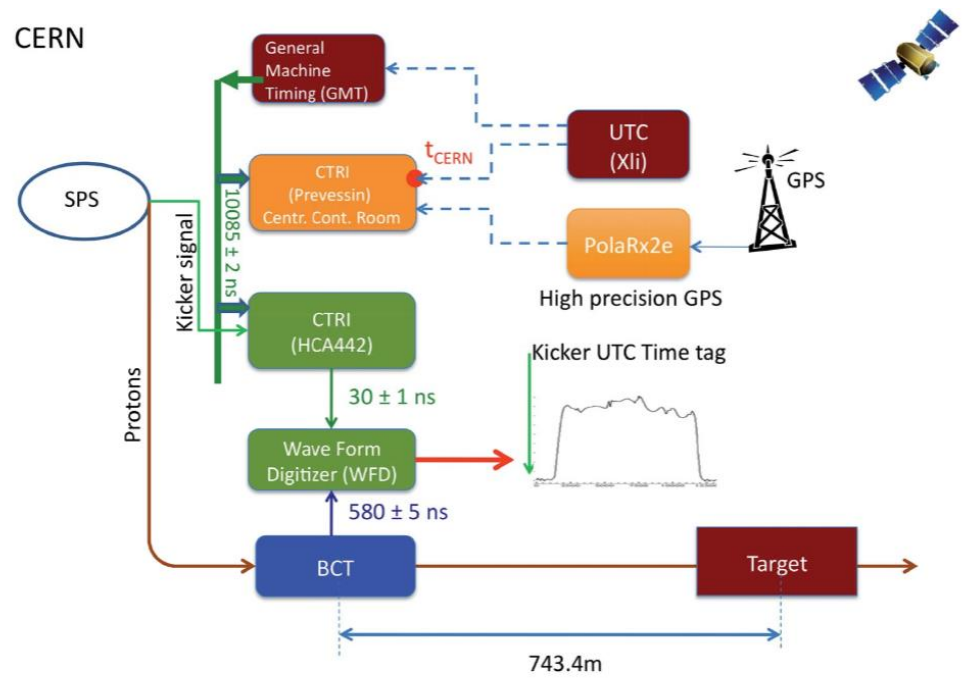 CERN
General
Machine
Timing (GMT)
UTC
(Xli)
t_CERN
GPS
CTRI
(Prevessin)
Centr. Cont. Room
SPS
10085 ± 2 ns
Kicker signal
PolaRx2e
High precision GPS
CTRI
(HCA442)
Kicker UTC Time tag
30 ± 1 ns
Protons
Wave Form
Digitizer (WFD)
580 ± 5 ns
BCT
Target
743.4m